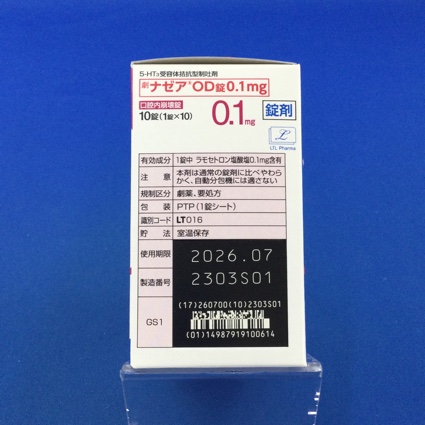 5-HT₃受容体拮抗型制吐剤
劇 ナゼア®OD錠0.1mg
口腔内崩壊錠
10錠(1錠×10)
0.1mg
錠剤
L
LTL Pharma
有効成分 1錠中 ラモセトロン塩酸塩0.1mg含有
注意 本剤は通常の錠剤に比べやわらかく、自動分包機には適さない
規制区分 劇薬、要処方
包装 PTP(1錠シート)
識別コード LT016
貯法 室温保存
使用期限 2026.07
製造番号 2303S01
GS1
(17)260700(10)2303S01
(01)14987919100614